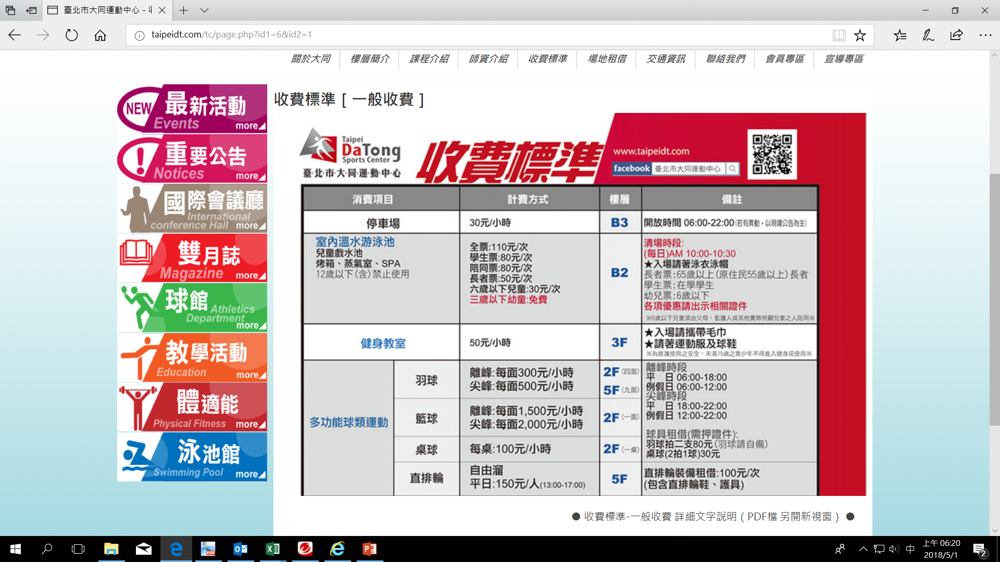 臺北市大同運動中心 - 收
taipeidt.com/tc/page.php?id1=6&id2=1
關於大同 樓層簡介 課程介紹 師資介紹 收費標準 場地租借 交通資訊 聯絡我們 會員專區 宣導專區
NEW 最新活動
Events more
重要公告
Notices more
國際會議廳
International
conference Hall more
雙月誌
Magazine more
球館
Athletics
Department
more
教學活動
Education more
體適能
Physical Fitness more
泳池館
Swimming Pool more
收費標準 [ 一般收費 ]
Taipei
DaTong
Sports Center
臺·北·市·大·同·運·動·中·心
收費標準
www.taipeidt.com
facebook 臺北市大同運動中心
消費項目 計費方式 樓層 備註
停車場 30元/小時 B3 開放時間 06:00-22:00(若有異動，以現場公告為主)
室內溫水游泳池
兒童戲水池
烤箱、蒸氣室、SPA
12歲以下(含)禁止使用
全票:110元/次
學生票:80元/次
陪同票:80元/次
長者票:50元/次
六歲以下兒童:30元/次
三歲以下幼童:免費
B2
清場時段:
(每日)AM 10:00-10:30
★入場請著泳衣泳帽
長者票:65歲以上(原住民55歲以上)長者
學生票:在學學生
幼兒票:6歲以下
各項優惠請出示相關證件
※6歲以下兒童須由父母、監護人或其他實際照顧兒童之人陪同※
健身教室 50元/小時 3F
★入場請攜帶毛巾
★請著運動服及球鞋
※為維護使用之安全，未滿15歲之青少年不得進入健身房使用※
多功能球類運動
羽球
離峰:每面300元/小時
尖峰:每面500元/小時
2F(四面)
5F(九面)
籃球
離峰:每面1,500元/小時
尖峰:每面2,000元/小時
2F(一面)
桌球 每桌:100元/小時 2F(一桌)
離峰時段
平 日 06:00-18:00
例假日 06:00-12:00
尖峰時段
平 日 18:00-22:00
例假日 12:00-22:00
球具租借(需押證件):
羽球拍二支80元(羽球請自備)
桌球(2拍1球)30元
直排輪
自由溜
平日:150元/人(13:00-17:00)
5F
直排輪裝備租借:100元/次
(包含直排輪鞋、護具)
● 收費標準-一般收費 詳細文字說明 ( PDF檔 另開新視窗 ) ●
中
上午 06:20
2018/5/1
2